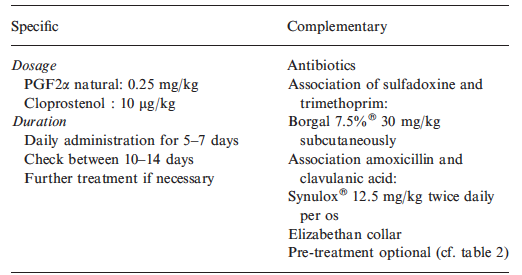 Specific
Complementary
Dosage
PGF2α natural: 0.25 mg/kg
Cloprostenol : 10 μg/kg
Duration
Daily administration for 5–7 days
Check between 10–14 days
Further treatment if necessary
Antibiotics
Association of sulfadoxine and
trimethoprim:
Borgal 7.5%® 30 mg/kg
subcutaneously
Association amoxicillin and
clavulanic acid:
Synulox® 12.5 mg/kg twice daily
per os
Elizabethan collar
Pre-treatment optional (cf. table 2)